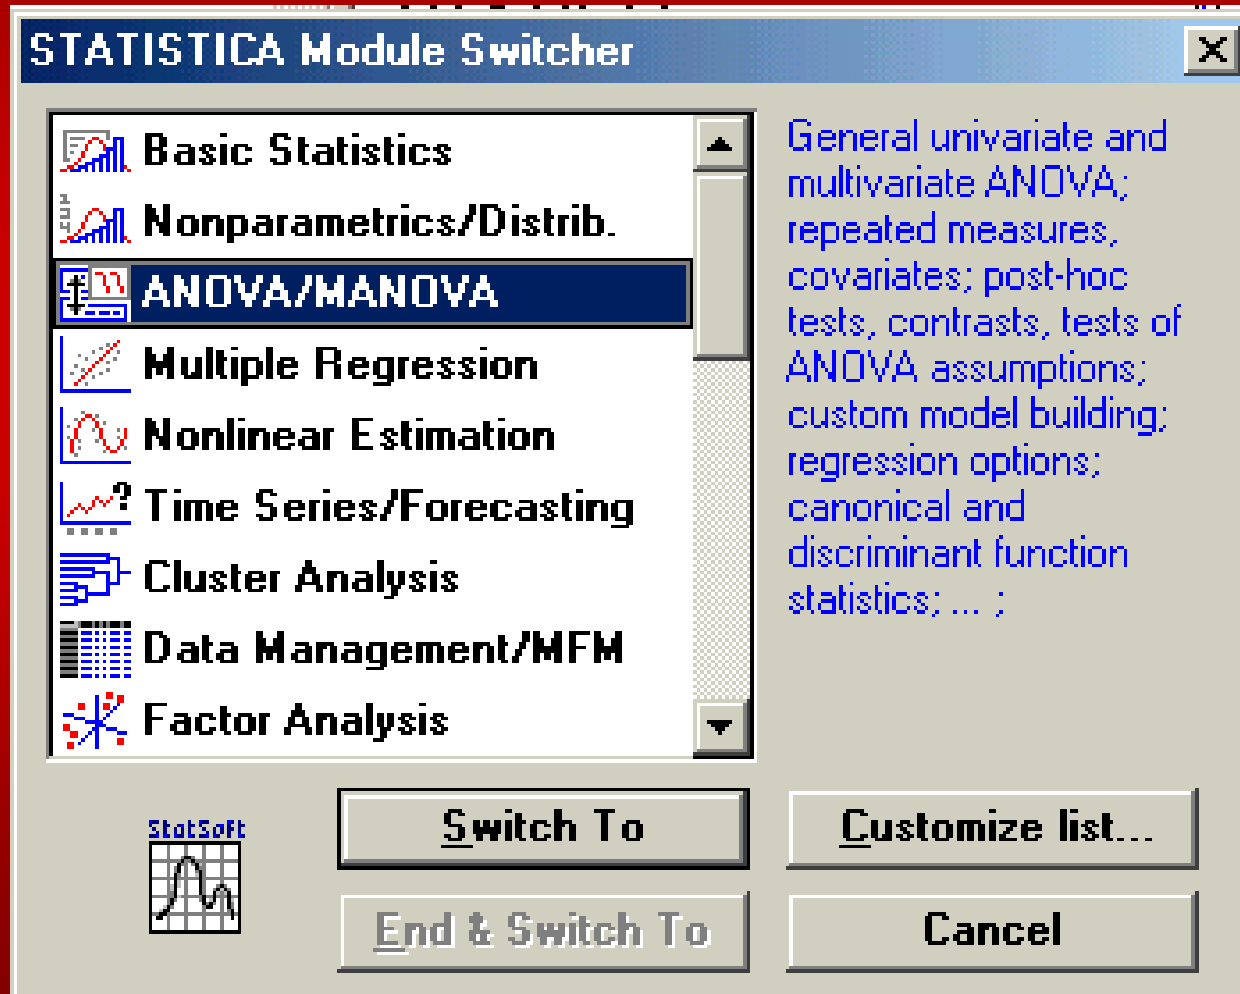 STATISTICA Module Switcher
Basic Statistics
Nonparametrics/Distrib.
ANOVA/MANOVA
Multiple Regression
Nonlinear Estimation
Time Series/Forecasting
Cluster Analysis
Data Management/MFM
Factor Analysis
General univariate and
multivariate ANOVA;
repeated measures,
covariates; post-hoc
tests, contrasts, tests of
ANOVA assumptions;
custom model building;
regression options;
canonical and
discriminant function
statistics; ... ;
StatSoft
Switch To
Customize list...
End & Switch To
Cancel